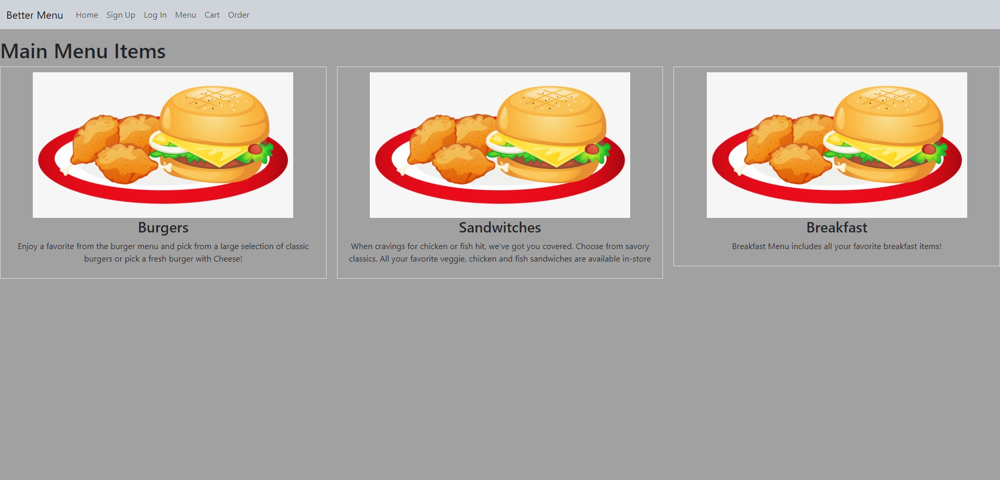 Better Menu Home Sign Up Log In Menu Cart Order
Main Menu Items
Burgers
Enjoy a favorite from the burger menu and pick from a large selection of classic
burgers or pick a fresh burger with Cheese!
Sandwitches
When cravings for chicken or fish hit, we’ve got you covered. Choose from savory
classics. All your favorite veggie, chicken and fish sandwiches are available in-store
Breakfast
Breakfast Menu includes all your favorite breakfast items!